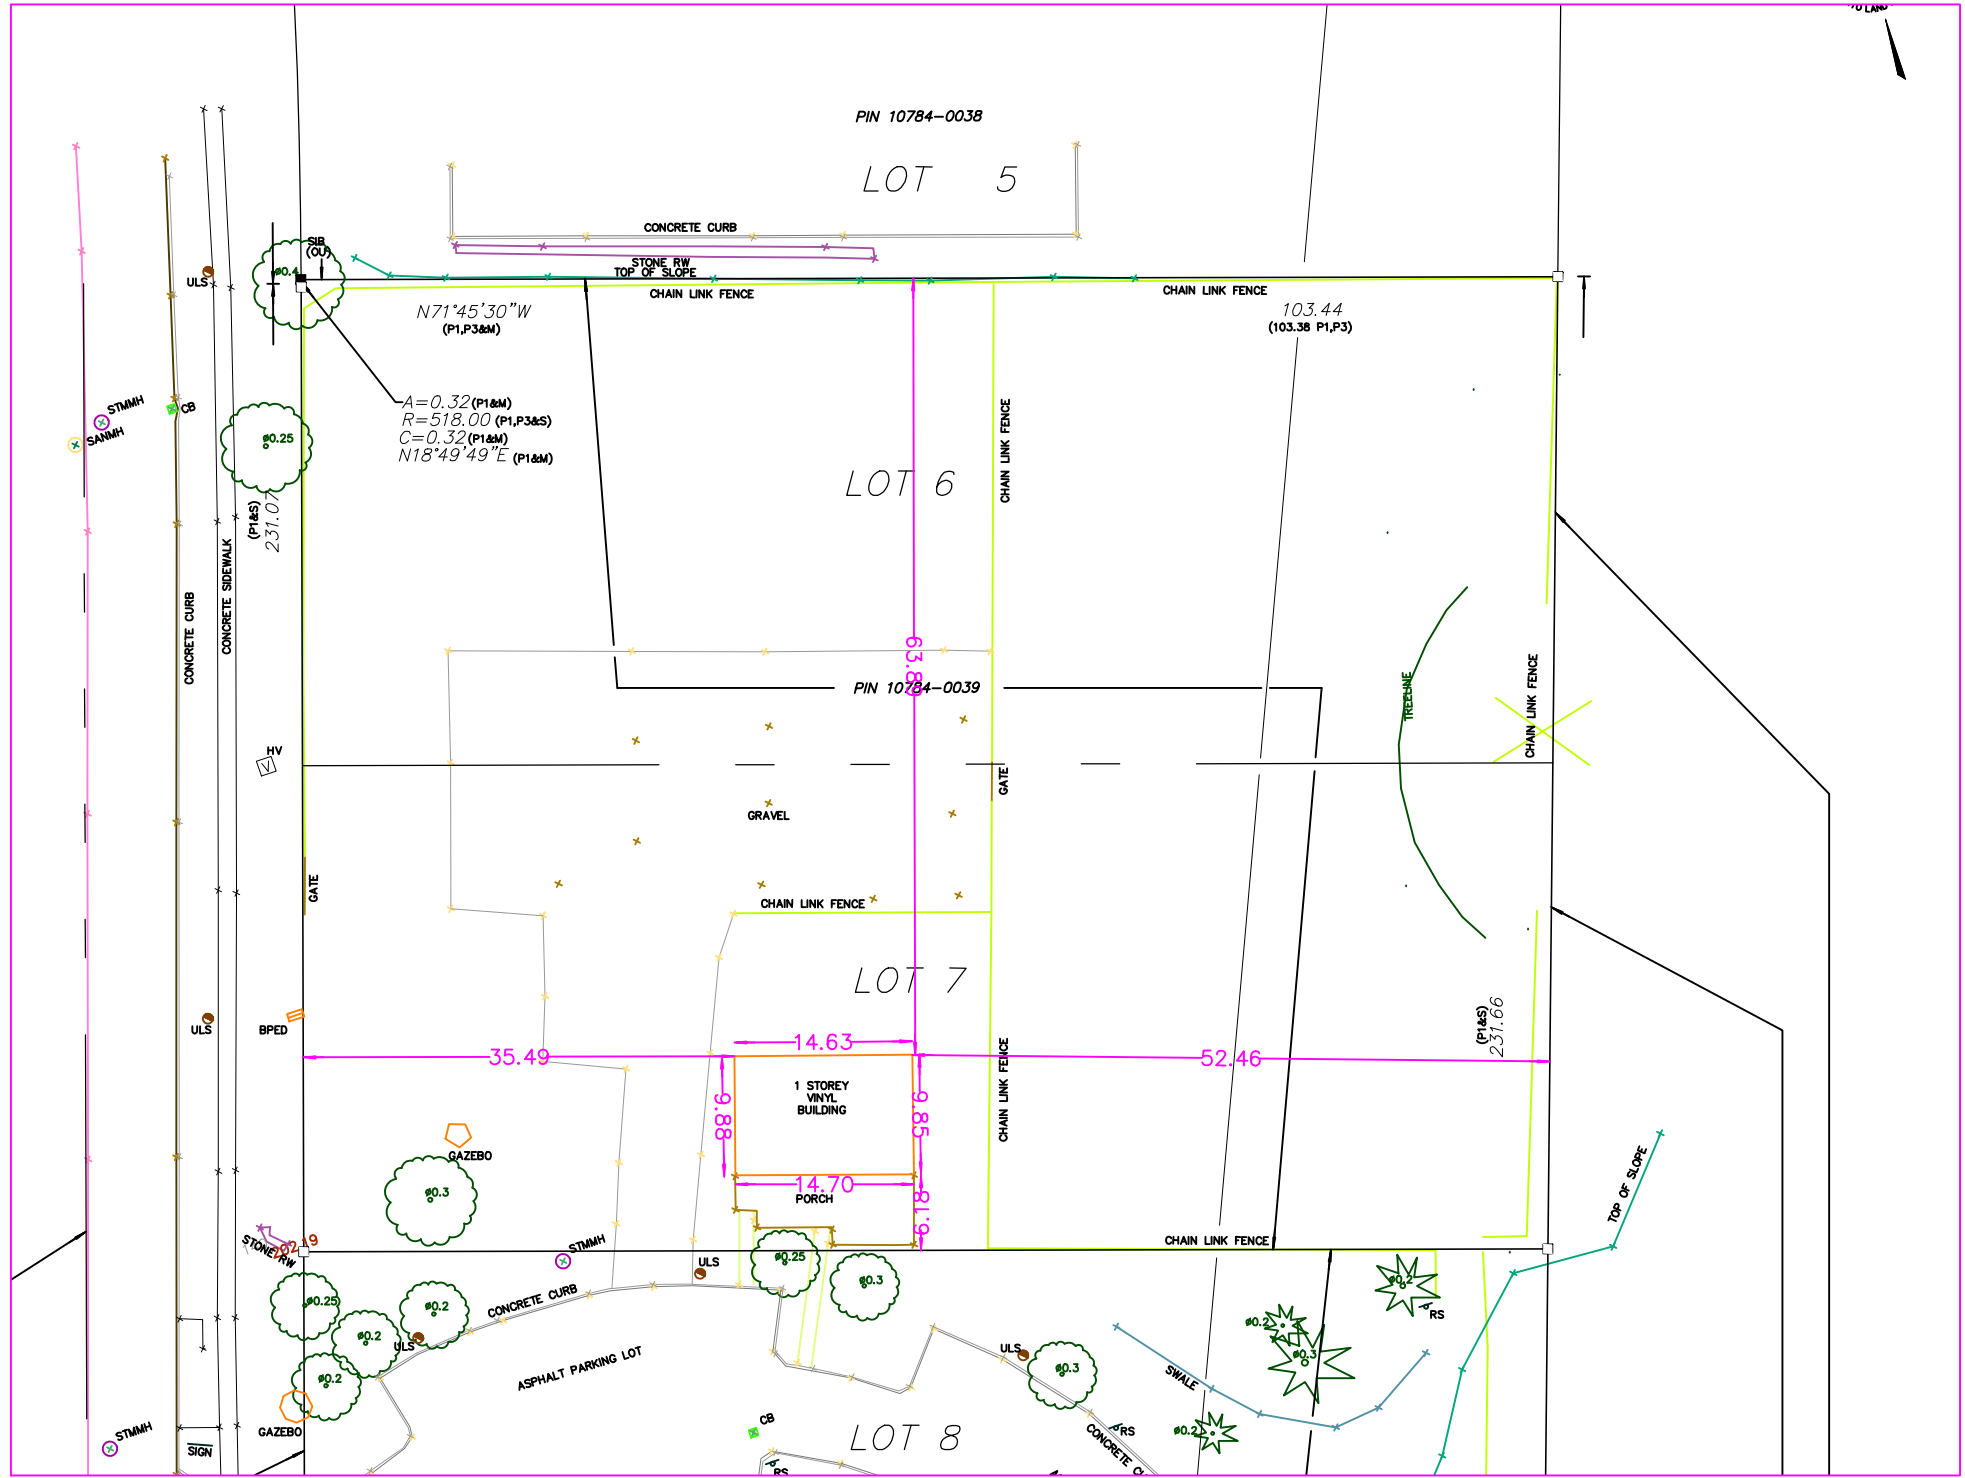 PIN 10784-0038
LOT 5
CONCRETE CURB
SIB
(OU)
ø0.4
ULS
STONE RW
TOP OF SLOPE
CHAIN LINK FENCE
CHAIN LINK FENCE
N71°45'30"W
(P1,P3&M)
103.44
(103.38 P1,P3)
A=0.32 (P1&M)
R=518.00 (P1,P3&S)
C=0.32 (P1&M)
N18°49'49"E (P1&M)
STMMH
CB
SANMH
ø0.25
CHAIN LINK FENCE
LOT 6
(P1&S)
231.07
CONCRETE SIDEWALK
CONCRETE CURB
PIN 10784-0039
TREELINE
CHAIN LINK FENCE
HV
V
GATE
GRAVEL
GATE
CHAIN LINK FENCE
LOT 7
ULS
BPED
(P1&S)
231.66
35.49
14.63
52.46
CHAIN LINK FENCE
1 STOREY
VINYL
BUILDING
9.88
9.85
GAZEBO
ø0.3
14.70
PORCH
6.18
TOP OF SLOPE
STONE RW
STMMH
CHAIN LINK FENCE
ULS
ø0.25
ø0.3
ø0.2
RS
ø0.25
ø0.2
CONCRETE CURB
ø0.2
ULS
ø0.2
ø0.3
ULS
ø0.3
SWALE
ASPHALT PARKING LOT
ø0.2
GAZEBO
STMMH
SIGN
CB
LOT 8
RS
ø0.2
RS